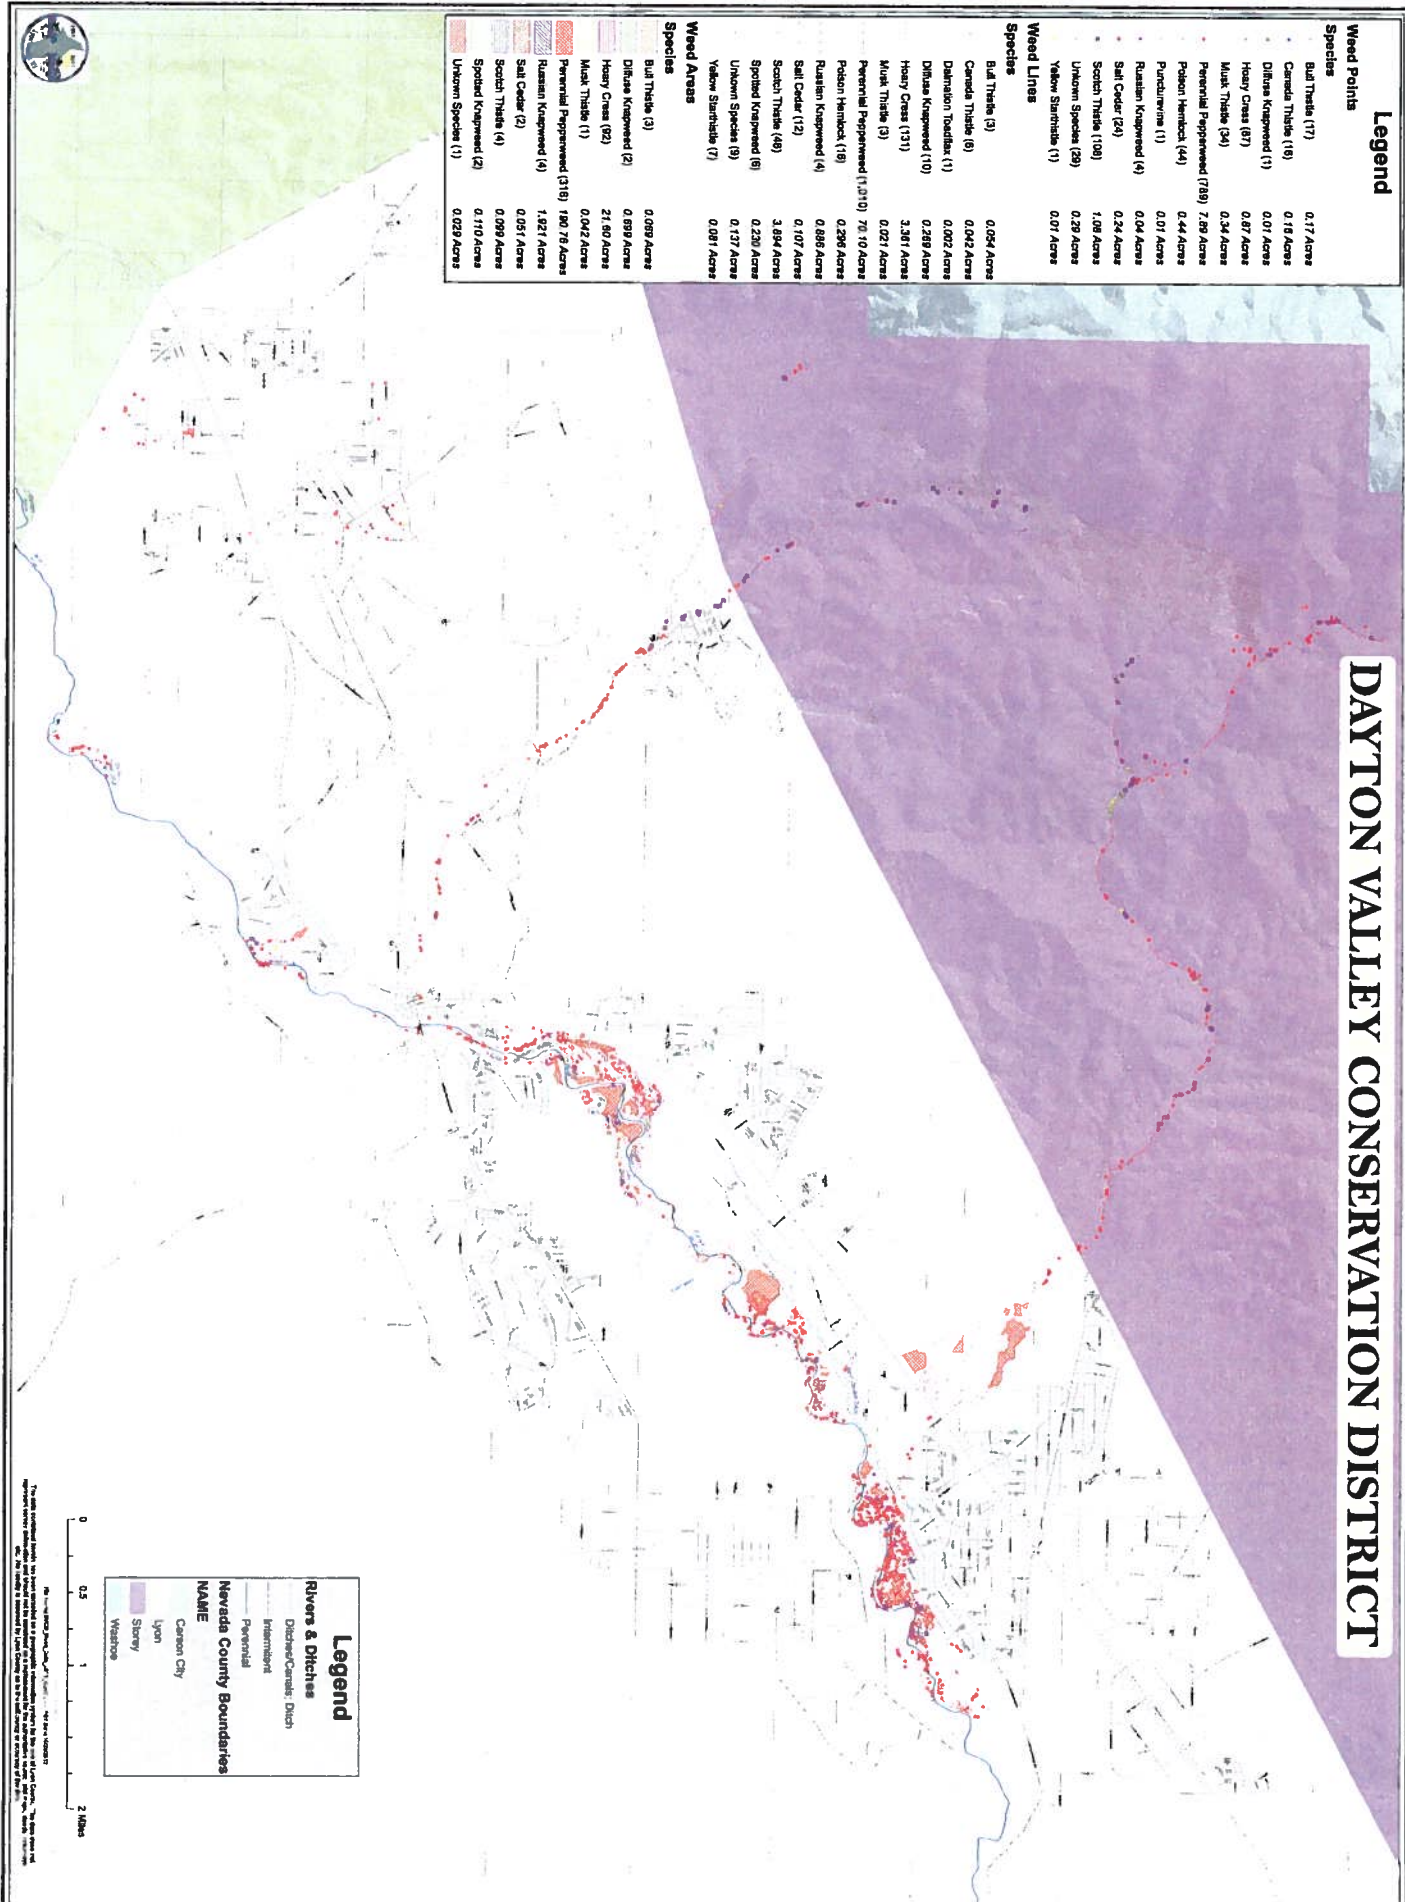 DAYTON VALLEY CONSERVATION DISTRICT
Legend
Weed Points
Species
Bull Thistle (17) 0.17 Acres
Canada Thistle (16) 0.16 Acres
Diffuse Knapweed (1) 0.01 Acres
Hoary Cress (87) 0.87 Acres
Musk Thistle (34) 0.34 Acres
Perennial Pepperweed (789) 7.89 Acres
Poison Hemlock (44) 0.44 Acres
Puncturevine (1) 0.01 Acres
Russian Knapweed (4) 0.04 Acres
Salt Cedar (24) 0.24 Acres
Scotch Thistle (108) 1.08 Acres
Unkown Species (29) 0.29 Acres
Yellow Starthistle (1) 0.01 Acres
Weed Lines
Species
Bull Thistle (3) 0.054 Acres
Canada Thistle (6) 0.042 Acres
Dalmation Toadflax (1) 0.002 Acres
Diffuse Knapweed (10) 0.269 Acres
Hoary Cress (131) 3.361 Acres
Musk Thistle (3) 0.021 Acres
Perennial Pepperweed (1,010) 70.10 Acres
Poison Hemlock (16) 0.296 Acres
Russian Knapweed (4) 0.886 Acres
Salt Cedar (12) 0.107 Acres
Scotch Thistle (46) 3.894 Acres
Spotted Knapweed (6) 0.230 Acres
Unkown Species (9) 0.137 Acres
Yellow Starthistle (7) 0.061 Acres
Weed Areas
Species
Bull Thistle (3) 0.069 Acres
Diffuse Knapweed (2) 0.699 Acres
Hoary Cress (92) 21.60 Acres
Musk Thistle (1) 0.042 Acres
Perennial Pepperweed (316) 190.76 Acres
Russian Knapweed (4) 1.921 Acres
Salt Cedar (2) 0.051 Acres
Scotch Thistle (4) 0.099 Acres
Spotted Knapweed (2) 0.110 Acres
Unkown Species (1) 0.029 Acres
Legend
Rivers & Ditches
Ditches/Canals; Ditch
Intermittent
Perennial
Nevada County Boundaries
NAME
Carson City
Lyon
Storey
Washoe
0 0.5 1 2 Miles